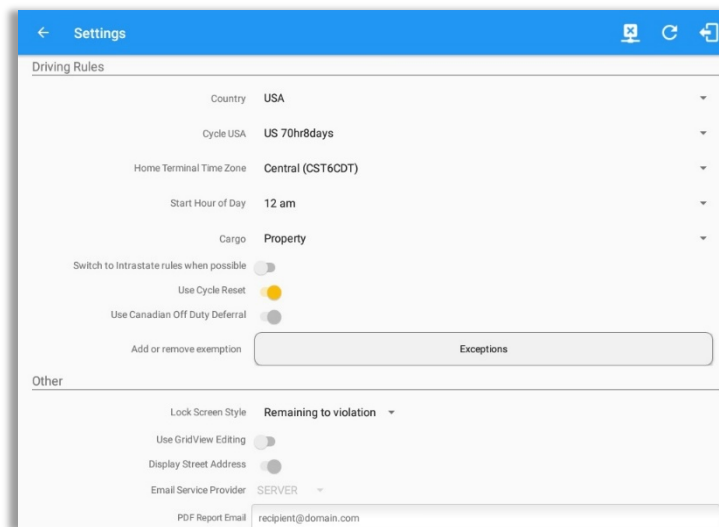 Settings
Driving Rules
Country USA
Cycle USA US 70hr8days
Home Terminal Time Zone Central (CST6CDT)
Start Hour of Day 12 am
Cargo Property
Switch to Intrastate rules when possible
Use Cycle Reset
Use Canadian Off Duty Deferral
Add or remove exemption Exceptions
Other
Lock Screen Style Remaining to violation
Use GridView Editing
Display Street Address
Email Service Provider SERVER
PDF Report Email recipient@domain.com